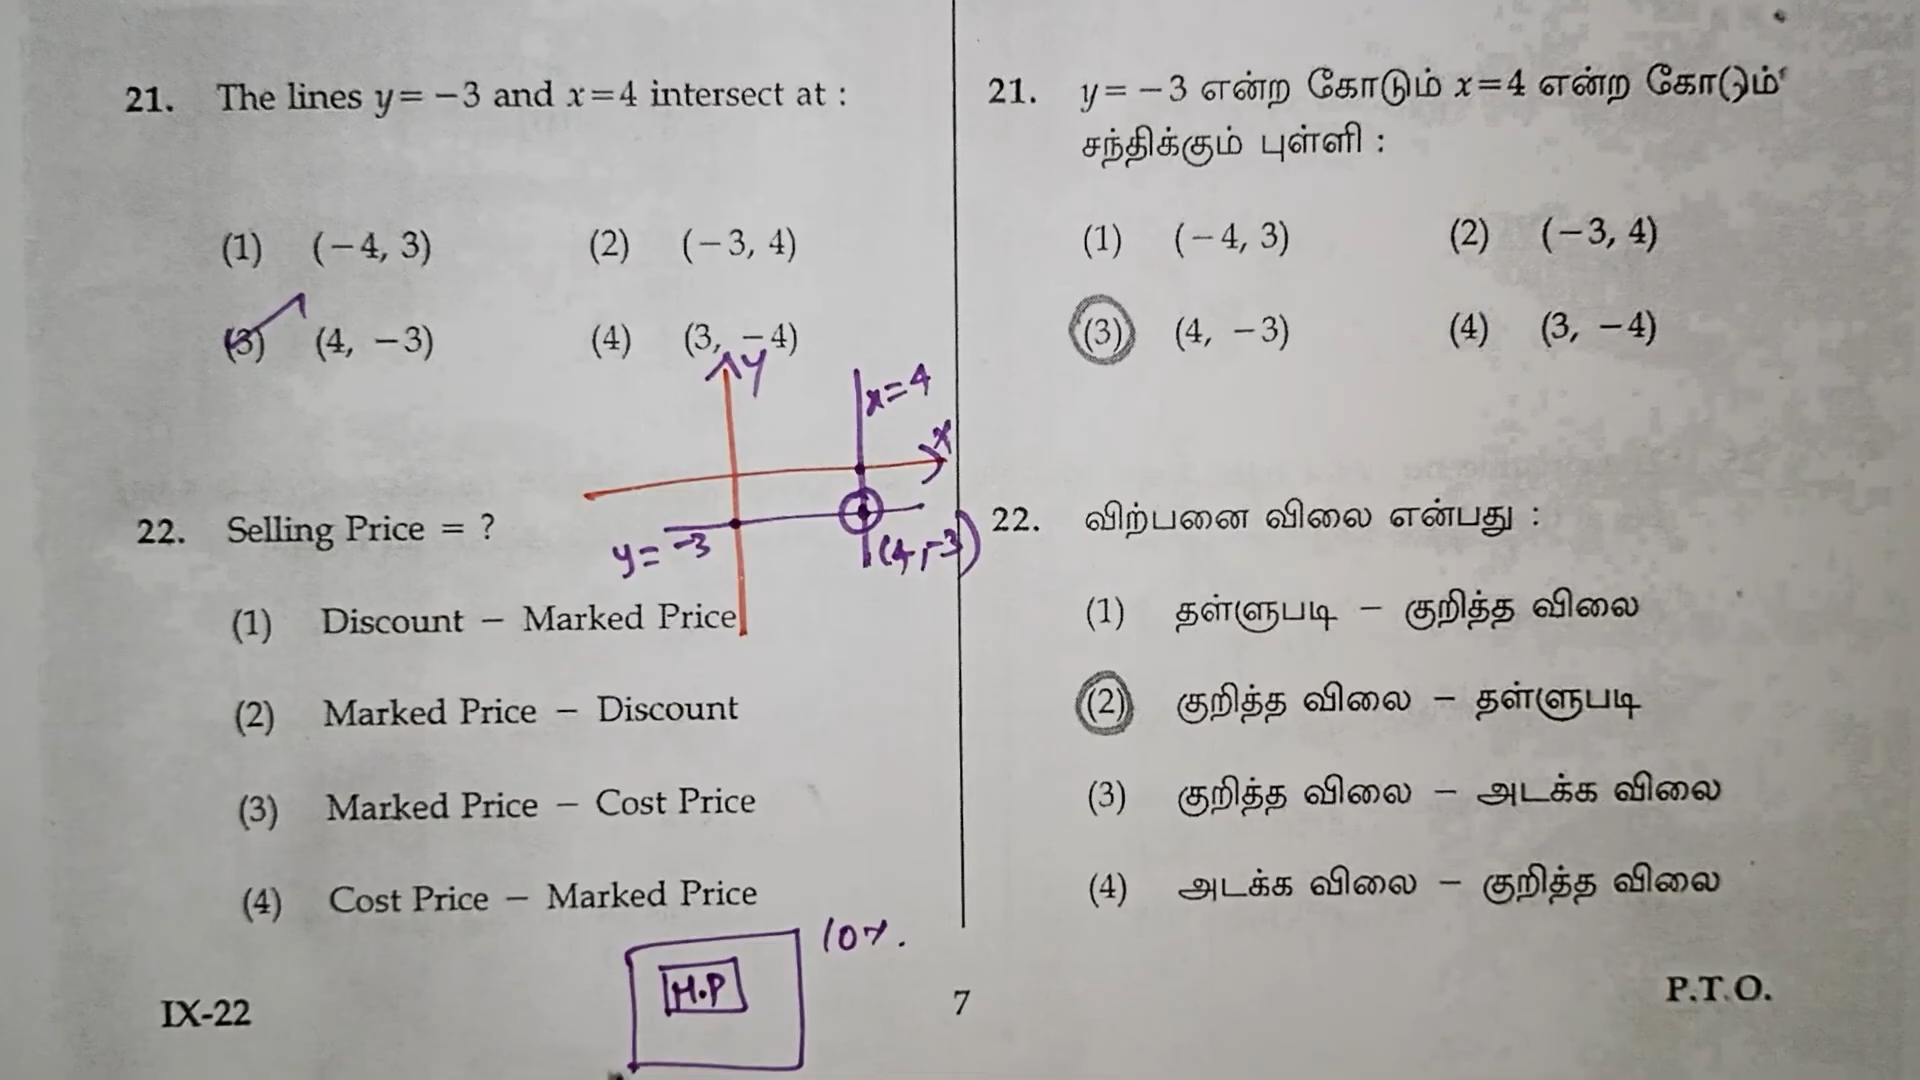 21. The lines y = −3 and x=4 intersect at :
(1) (−4, 3) (2) (−3, 4)
(3) (4, −3) (4) (3, −4)
y
x=4
x
y = −3
(4, −3)
22. Selling Price = ?
(1) Discount − Marked Price
(2) Marked Price − Discount
(3) Marked Price − Cost Price
(4) Cost Price − Marked Price
10%.
M.P
IX-22
21. y = −3 என்ற கோடும் x=4 என்ற கோடும்
சந்திக்கும் புள்ளி :
(1) (−4, 3) (2) (−3, 4)
(3) (4, −3) (4) (3, −4)
22. விற்பனை விலை என்பது :
(1) தள்ளுபடி − குறித்த விலை
(2) குறித்த விலை − தள்ளுபடி
(3) குறித்த விலை − அடக்க விலை
(4) அடக்க விலை − குறித்த விலை
7
P.T.O.